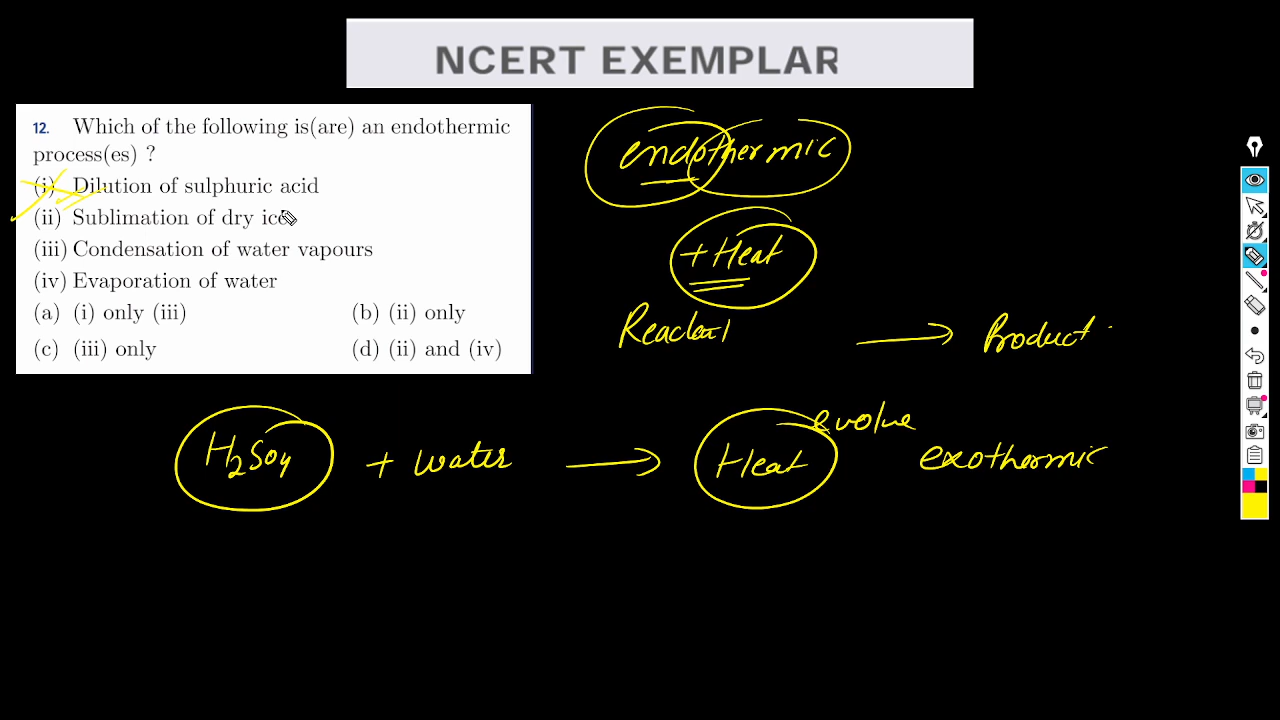 NCERT EXEMPLAR
12. Which of the following is(are) an endothermic
process(es) ?
(i) Dilution of sulphuric acid
(ii) Sublimation of dry ice
(iii) Condensation of water vapours
(iv) Evaporation of water
(a) (i) only (iii) (b) (ii) only
(c) (iii) only (d) (ii) and (iv)
endothermic
+ Heat
Reactant → Product
H2SO4 + water → Heat evolve exothermic